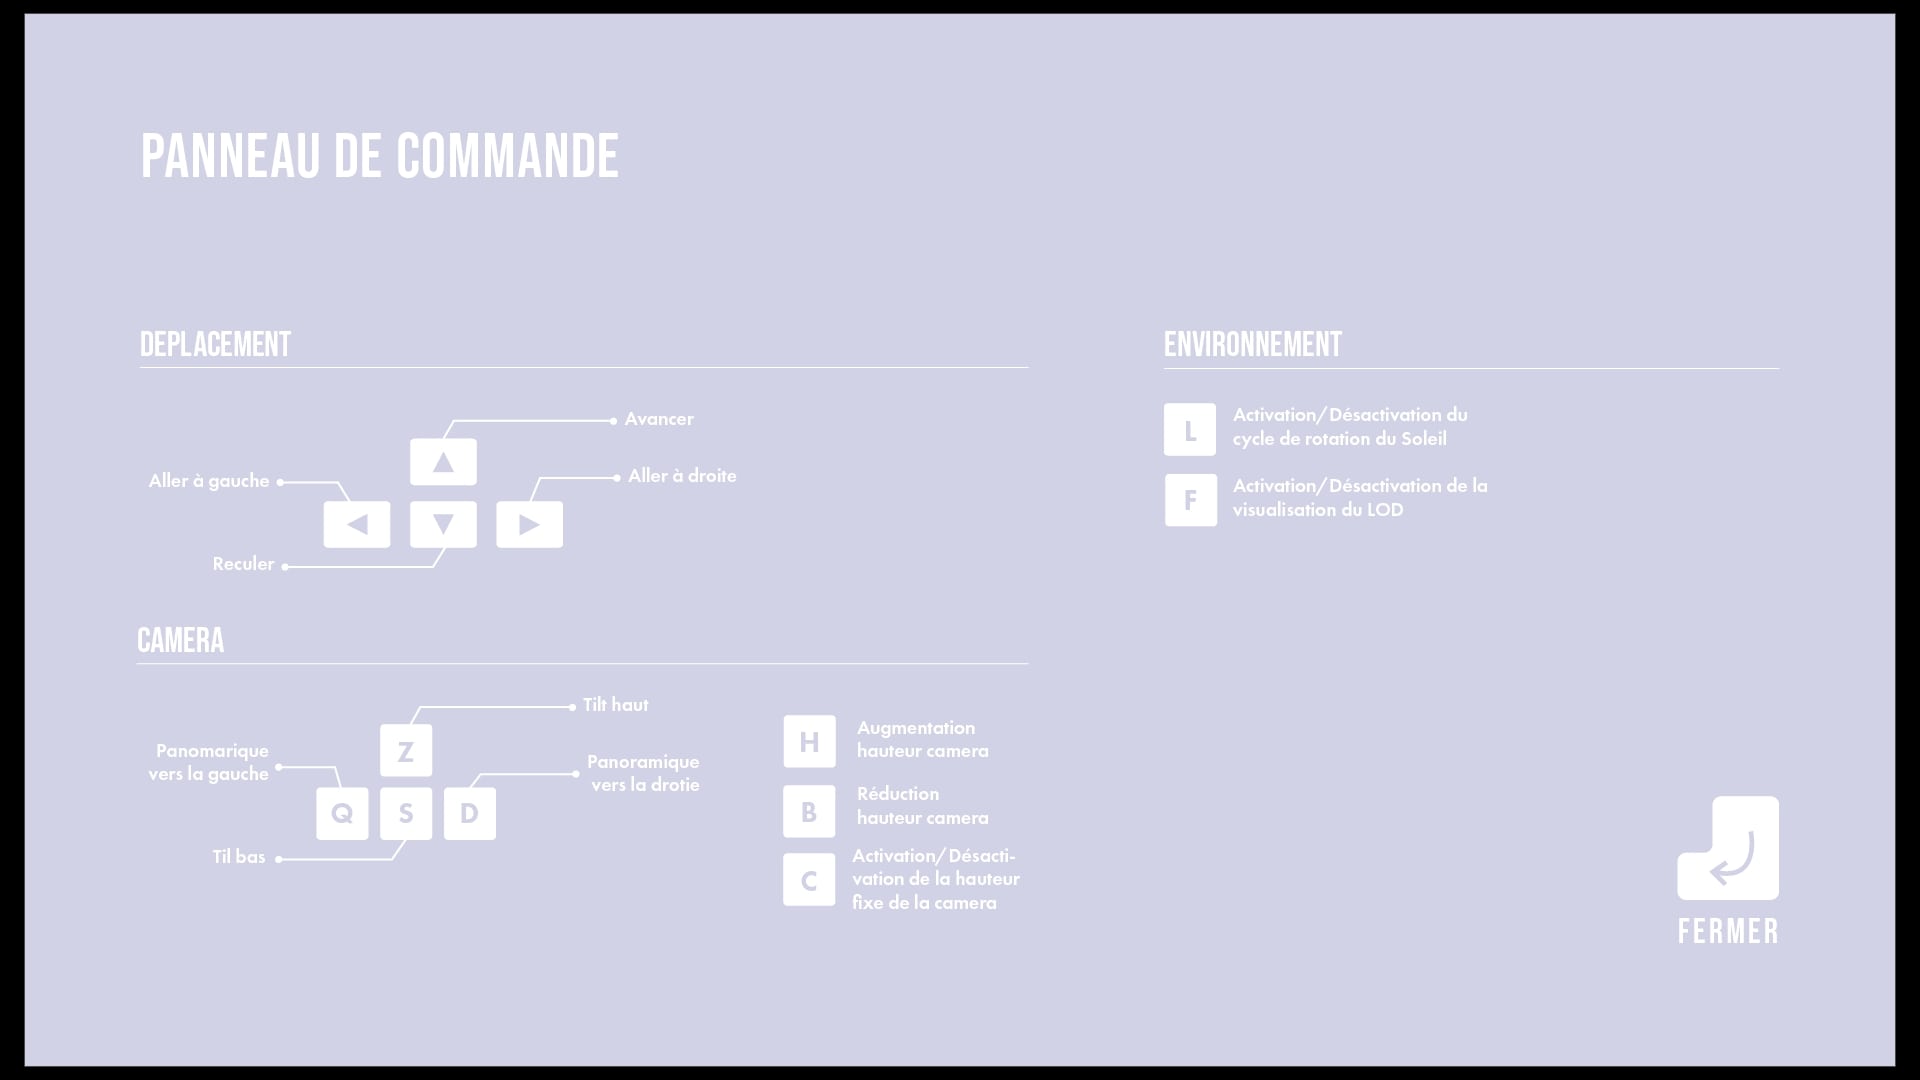 PANNEAU DE COMMANDE
DEPLACEMENT
Avancer
Aller à gauche
Aller à droite
Reculer
CAMERA
Tilt haut
Panomarique
vers la gauche
Z
Panoramique
vers la drotie
Q
S
D
Til bas
H
Augmentation
hauteur camera
B
Réduction
hauteur camera
C
Activation/Désacti-
vation de la hauteur
fixe de la camera
ENVIRONNEMENT
L
Activation/Désactivation du
cycle de rotation du Soleil
F
Activation/Désactivation de la
visualisation du LOD
FERMER